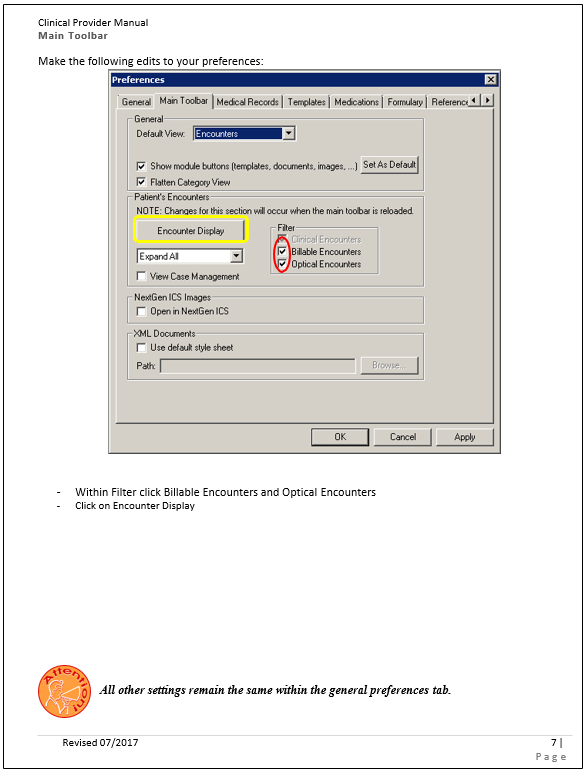 Clinical Provider Manual
Main Toolbar
Make the following edits to your preferences:
Preferences
General Main Toolbar Medical Records Templates Medications Formulary Reference
General
Default View: Encounters
Show module buttons (templates, documents, images, ...) Set As Default
Flatten Category View
Patient's Encounters
NOTE: Changes for this section will occur when the main toolbar is reloaded.
Encounter Display
Filter
Clinical Encounters
Billable Encounters
Optical Encounters
Expand All
View Case Management
NextGen ICS Images
Open in NextGen ICS
XML Documents
Use default style sheet
Path: Browse...
OK Cancel Apply
- Within Filter click Billable Encounters and Optical Encounters
- Click on Encounter Display
Attention!
All other settings remain the same within the general preferences tab.
Revised 07/2017 7 |
Page